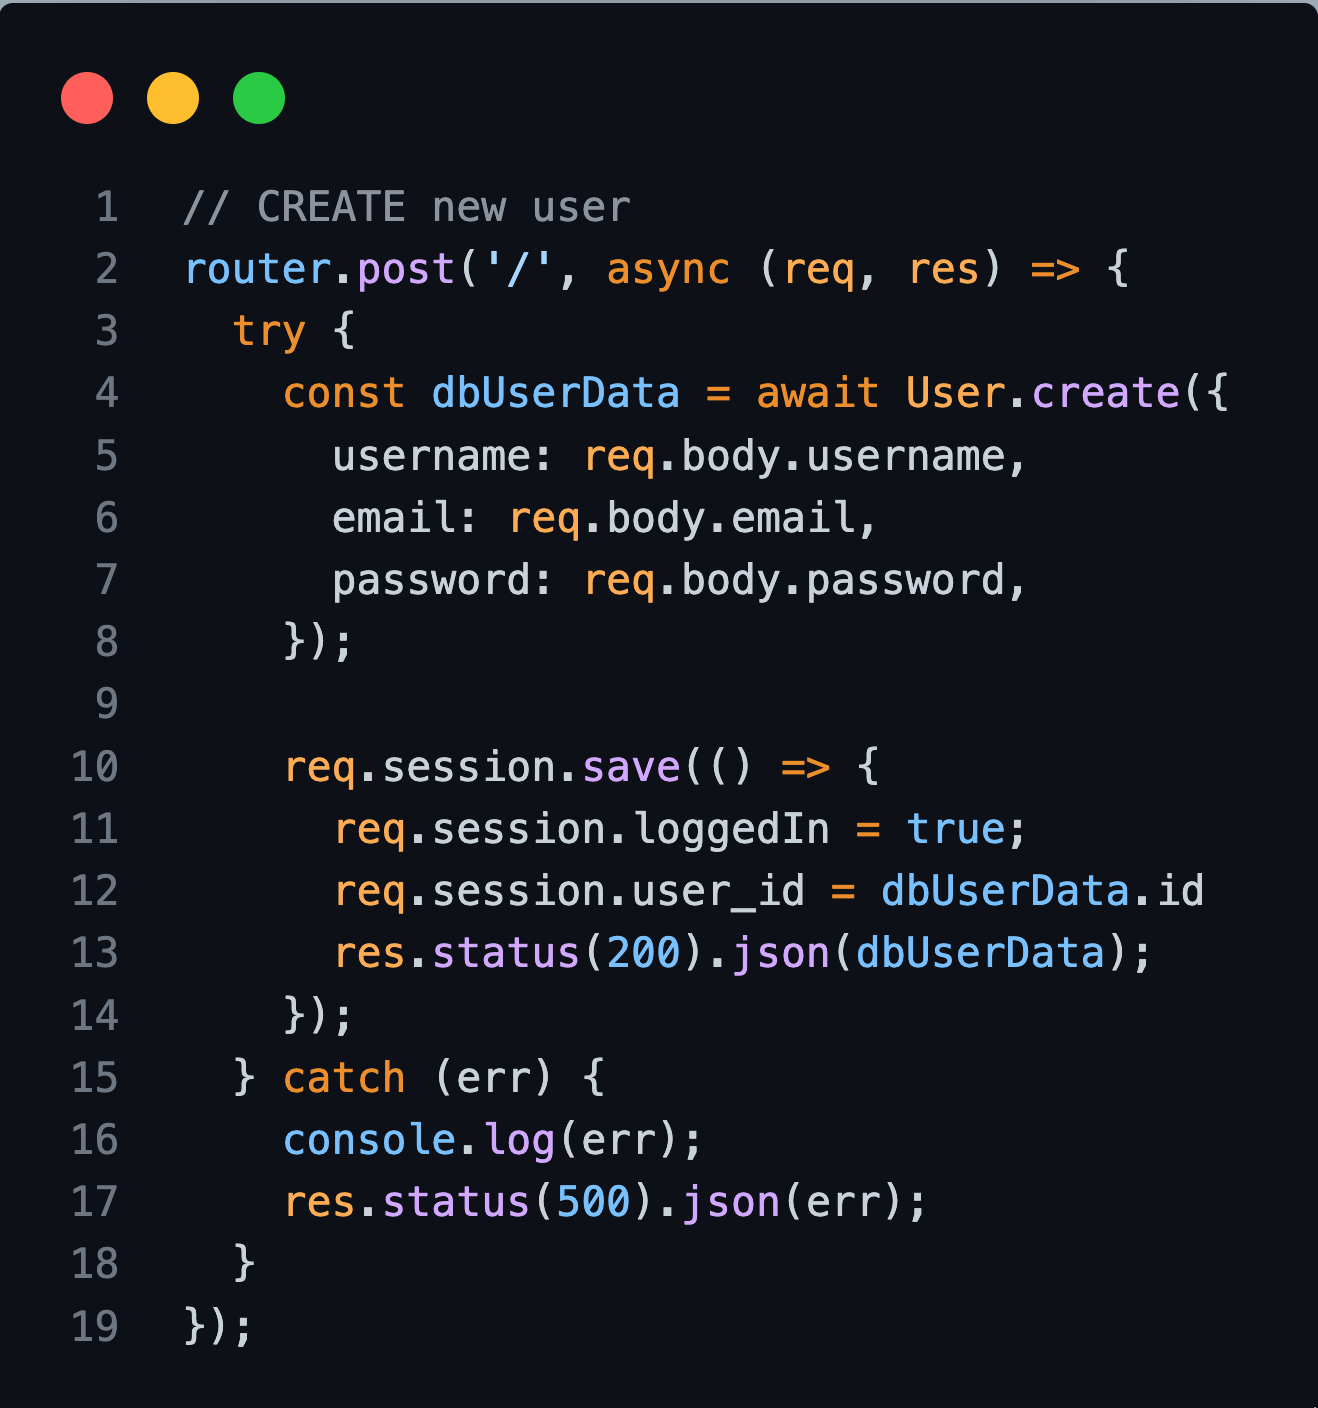 1 // CREATE new user
2 router.post('/', async (req, res) => {
3   try {
4     const dbUserData = await User.create({
5       username: req.body.username,
6       email: req.body.email,
7       password: req.body.password,
8     });
9
10     req.session.save(() => {
11       req.session.loggedIn = true;
12       req.session.user_id = dbUserData.id
13       res.status(200).json(dbUserData);
14     });
15   } catch (err) {
16     console.log(err);
17     res.status(500).json(err);
18   }
19 });